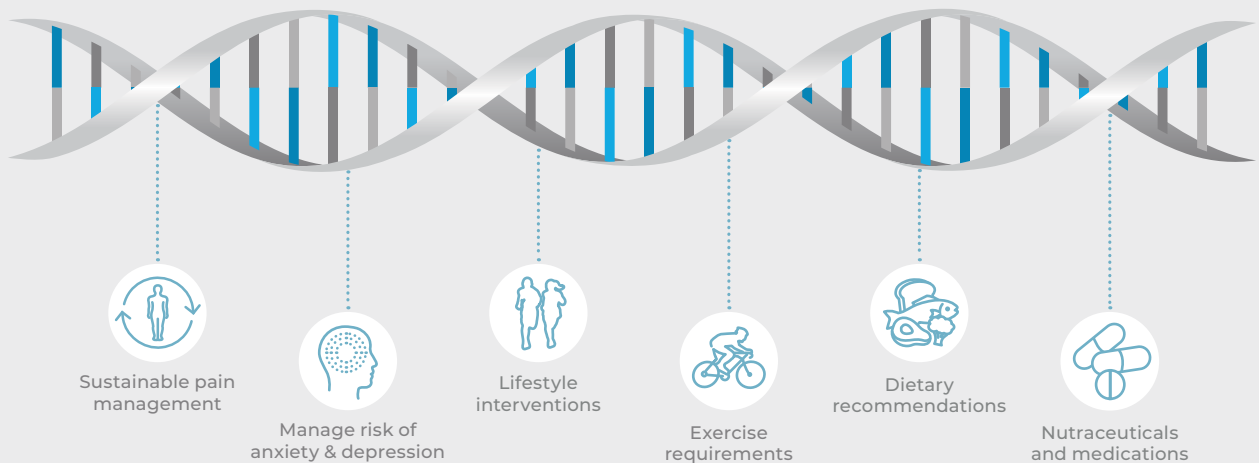 Sustainable pain
management
Manage risk of
anxiety & depression
Lifestyle
interventions
Exercise
requirements
Dietary
recommendations
Nutraceuticals
and medications